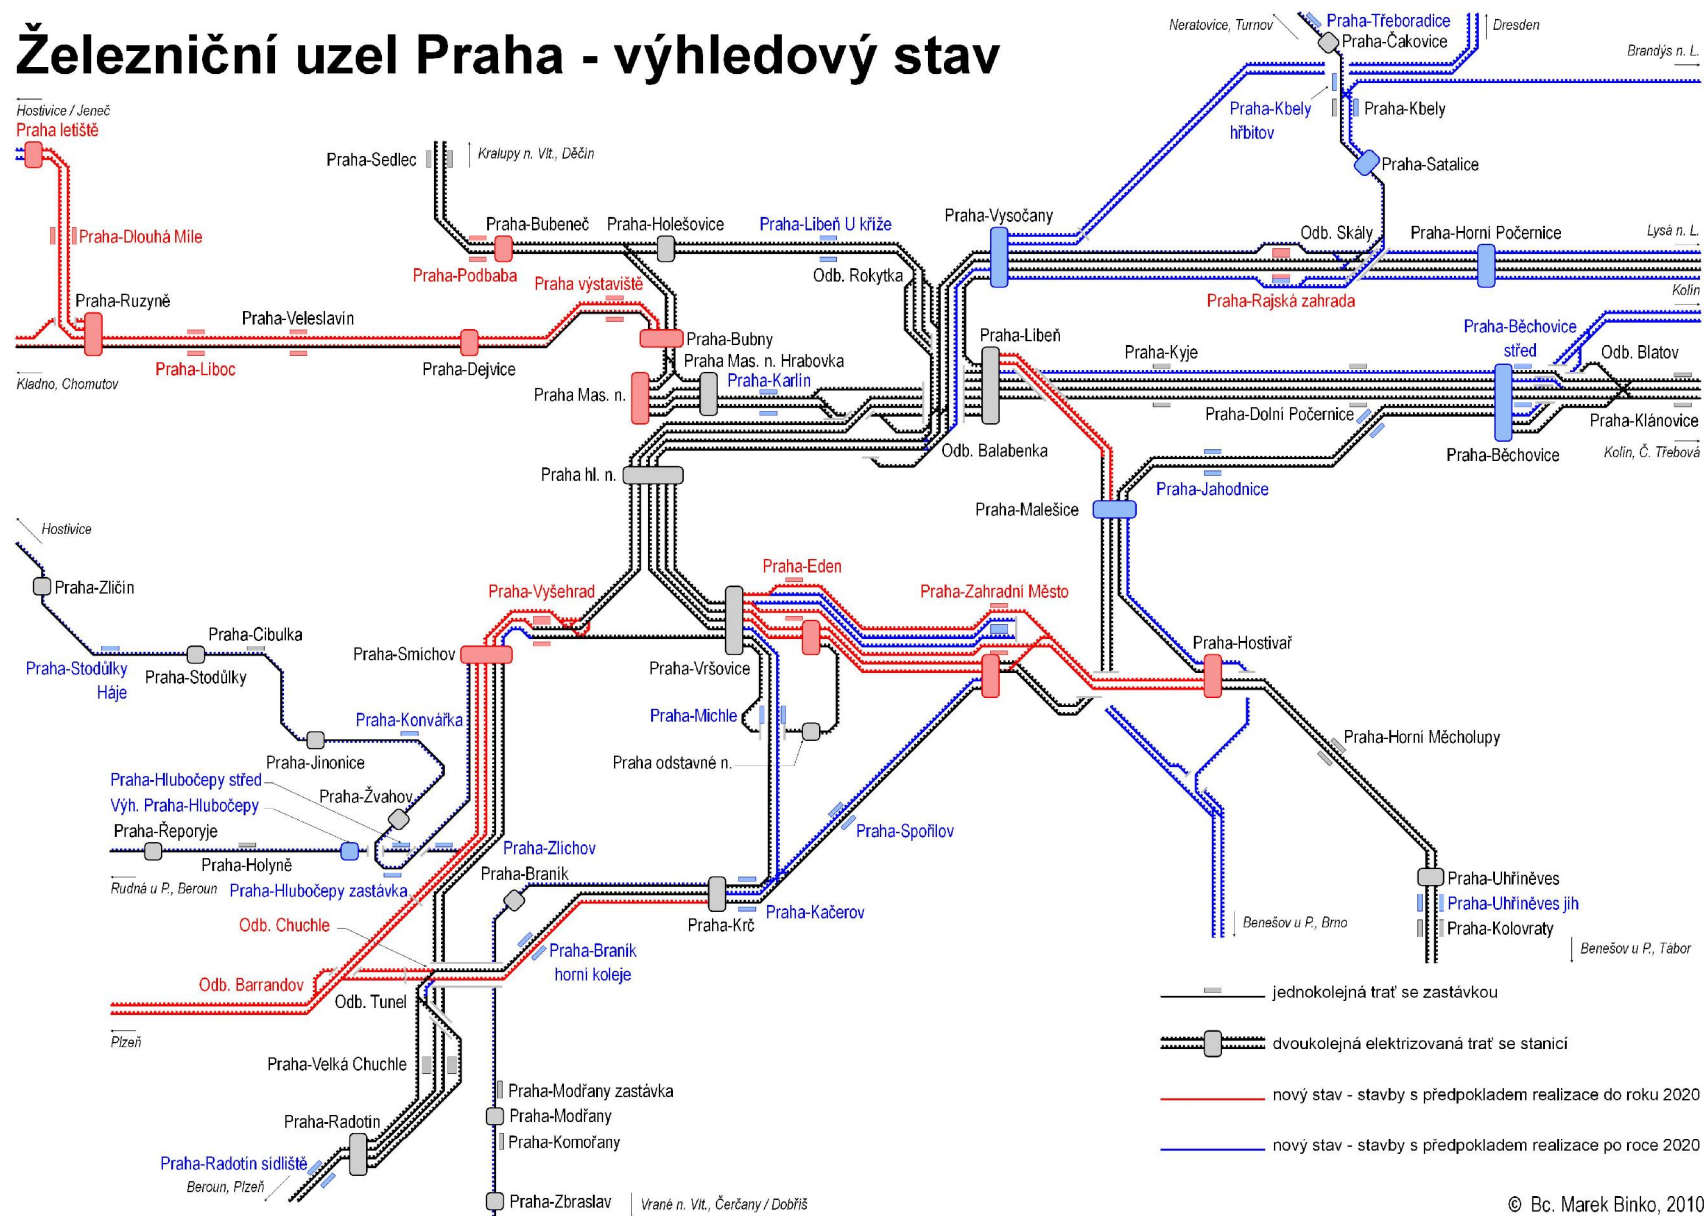 Železniční uzel Praha - výhledový stav
Neratovice, Turnov
Praha-Třeboradice
Praha-Čakovice
Dresden
Brandýs n. L.
Hostivice / Jeneč
Praha letiště
Praha-Kbely
hřbitov
Praha-Kbely
Praha-Sedlec
Kralupy n. Vlt., Děčín
Praha-Satalice
Praha-Dlouhá Míle
Praha-Bubeneč
Praha-Holešovice
Praha-Libeň U kříže
Praha-Vysočany
Odb. Skály
Praha-Horní Počernice
Lysá n. L.
Praha-Podbaba
Praha výstaviště
Odb. Rokytka
Praha-Rajská zahrada
Kolín
Praha-Ruzyně
Praha-Veleslavín
Praha-Bubny
Praha-Libeň
Praha-Běchovice
střed
Praha-Liboc
Praha-Dejvice
Praha Mas. n. Hrabovka
Praha-Kyje
Odb. Blatov
Kladno, Chomutov
Praha Mas. n.
Praha-Karlín
Praha-Dolní Počernice
Praha-Klánovice
Odb. Balabenka
Praha-Běchovice
Kolín, Č. Třebová
Praha hl. n.
Praha-Jahodnice
Praha-Malešice
Hostivice
Praha-Zličín
Praha-Vyšehrad
Praha-Eden
Praha-Zahradní Město
Praha-Cibulka
Praha-Stodůlky
Háje
Praha-Stodůlky
Praha-Smíchov
Praha-Vršovice
Praha-Hostivař
Praha-Konvářka
Praha-Michle
Praha-Jinonice
Praha odstavné n.
Praha-Horní Měcholupy
Praha-Hlubočepy střed
Praha-Žvahov
Výh. Praha-Hlubočepy
Praha-Řeporyje
Praha-Holyně
Praha-Zlíchov
Praha-Spořilov
Rudná u P., Beroun
Praha-Hlubočepy zastávka
Praha-Braník
Praha-Uhříněves
Praha-Uhříněves jih
Praha-Kolovraty
Odb. Chuchle
Praha-Krč
Praha-Kačerov
Benešov u P., Brno
Benešov u P., Tábor
Praha-Braník
horní koleje
Odb. Barrandov
Odb. Tunel
Plzeň
jednokolejná trať se zastávkou
dvoukolejná elektrizovaná trať se stanicí
Praha-Velká Chuchle
Praha-Modřany zastávka
nový stav - stavby s předpokladem realizace do roku 2020
Praha-Radotín
Praha-Modřany
Praha-Komořany
nový stav - stavby s předpokladem realizace po roce 2020
Praha-Radotín sídliště
Beroun, Plzeň
Praha-Zbraslav
Vrané n. Vlt., Čerčany / Dobříš
© Bc. Marek Binko, 2010